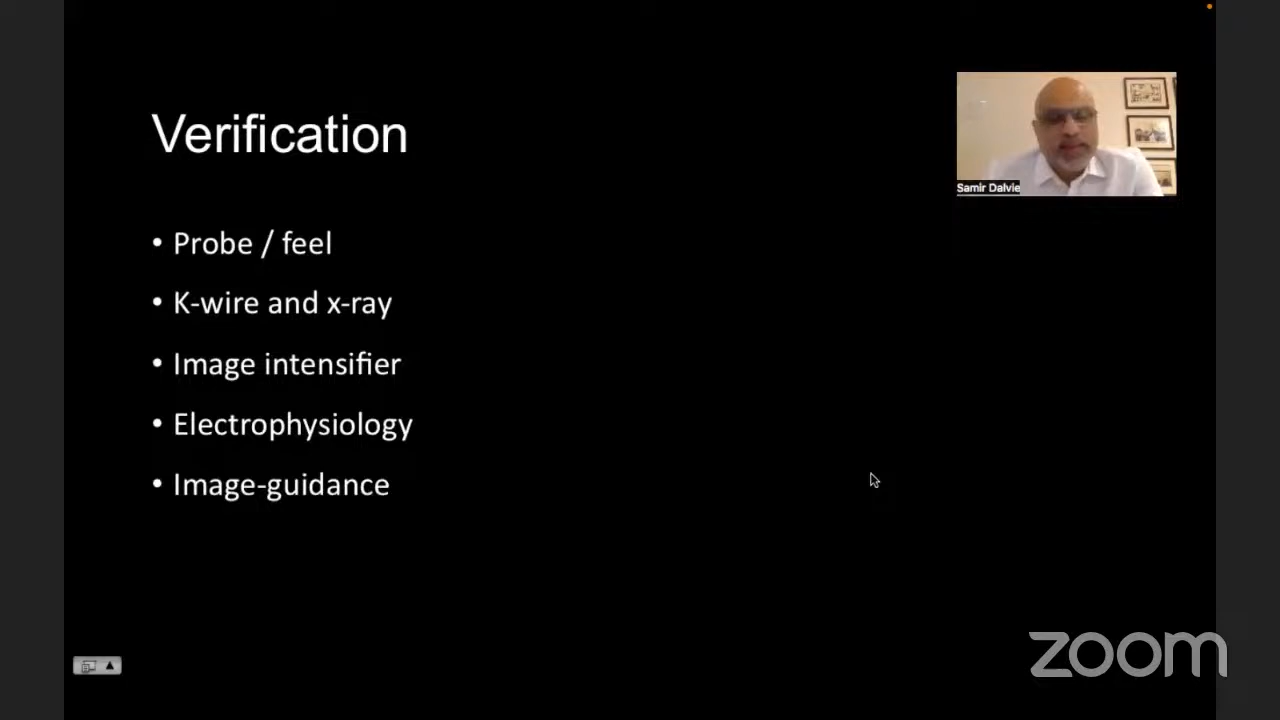 Verification
Samir Dalvie
• Probe / feel
• K-wire and x-ray
• Image intensifier
• Electrophysiology
• Image-guidance
zoom